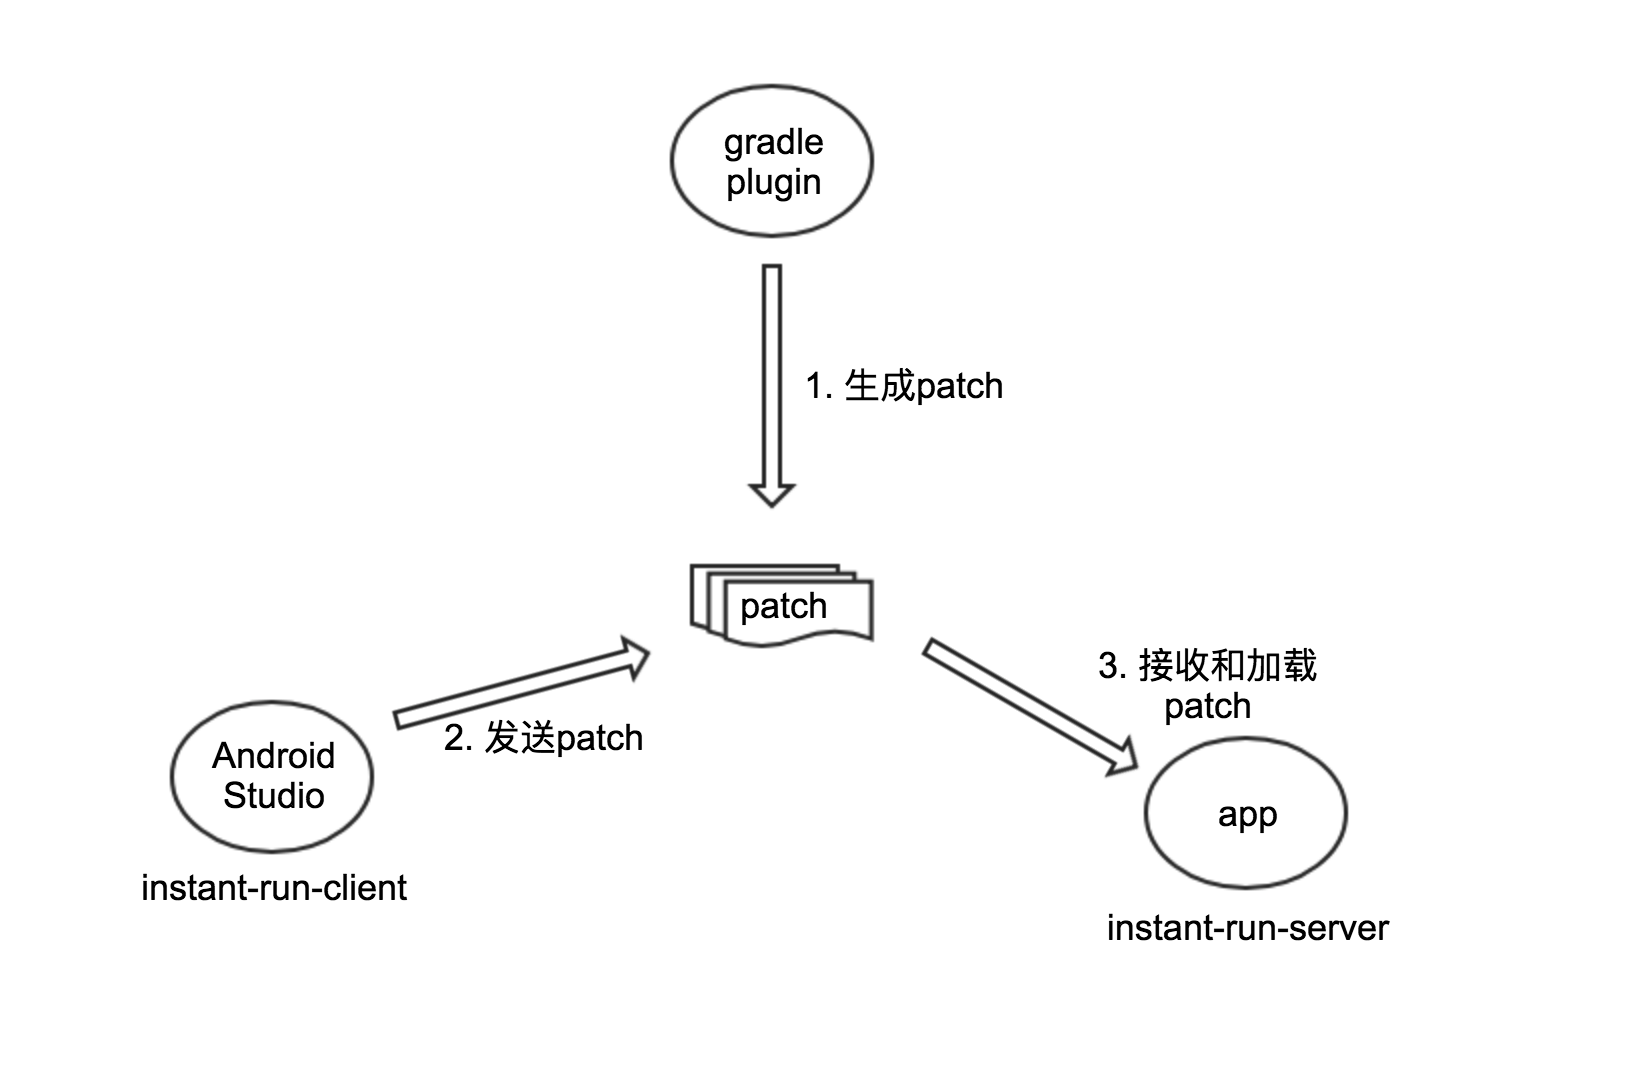 gradle
plugin
1. 生成patch
patch
3. 接收和加载
patch
2. 发送patch
Android
Studio
app
instant-run-client
instant-run-server